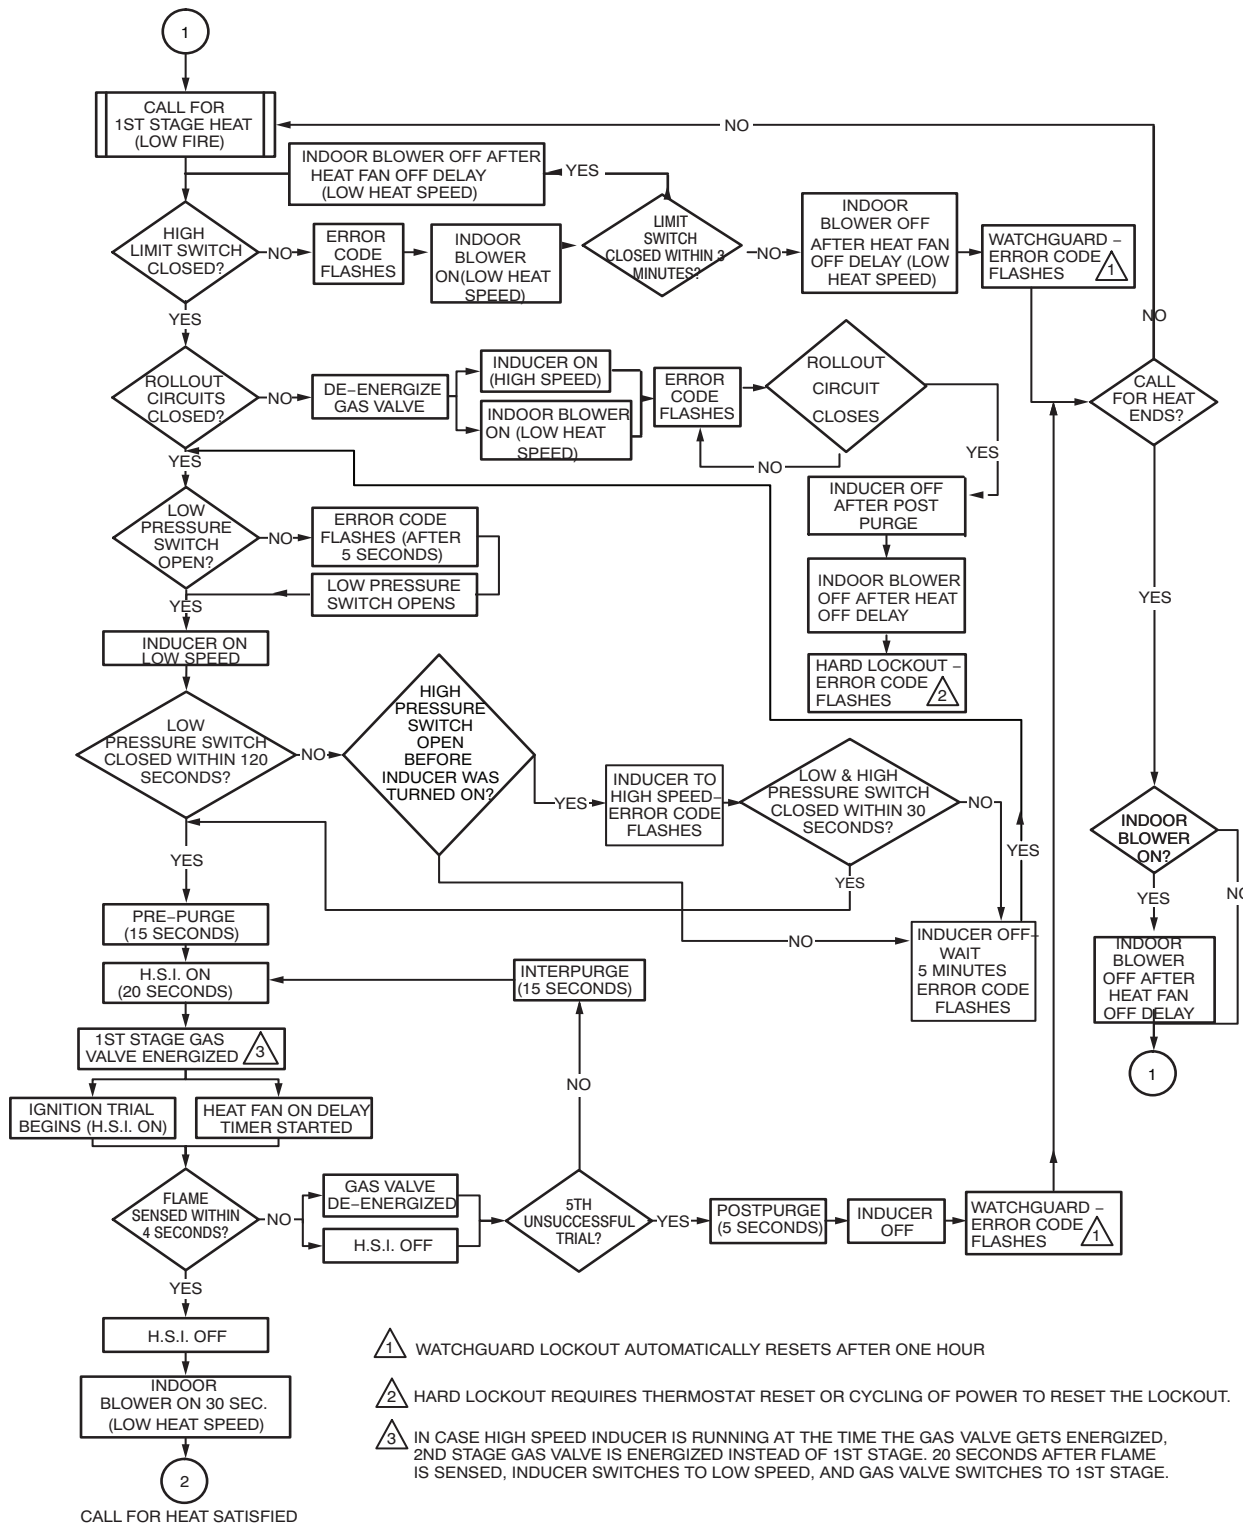 1
CALL FOR
1ST STAGE HEAT
(LOW FIRE)
NO
INDOOR BLOWER OFF AFTER
HEAT FAN OFF DELAY
(LOW HEAT SPEED)
YES
HIGH
LIMIT SWITCH
CLOSED?
NO
ERROR
CODE
FLASHES
INDOOR
BLOWER
ON(LOW HEAT
SPEED)
LIMIT
SWITCH
CLOSED WITHIN 3
MINUTES?
NO
INDOOR
BLOWER OFF
AFTER HEAT FAN
OFF DELAY (LOW
HEAT SPEED)
WATCHGUARD –
ERROR CODE
FLASHES
1
NO
YES
ROLLOUT
CIRCUITS
CLOSED?
NO
DE–ENERGIZE
GAS VALVE
INDUCER ON
(HIGH SPEED)
INDOOR BLOWER
ON (LOW HEAT
SPEED)
ERROR
CODE
FLASHES
ROLLOUT
CIRCUIT
CLOSES
NO
YES
CALL
FOR HEAT
ENDS?
YES
INDUCER OFF
AFTER POST
PURGE
INDOOR BLOWER
OFF AFTER HEAT
OFF DELAY
HARD LOCKOUT –
ERROR CODE
FLASHES
2
YES
LOW
PRESSURE
SWITCH
OPEN?
NO
ERROR CODE
FLASHES (AFTER
5 SECONDS)
LOW PRESSURE
SWITCH OPENS
YES
INDUCER ON
LOW SPEED
LOW
PRESSURE SWITCH
CLOSED WITHIN 120
SECONDS?
NO
HIGH
PRESSURE
SWITCH
OPEN
BEFORE
INDUCER WAS
TURNED ON?
YES
INDUCER TO
HIGH SPEED–
ERROR CODE
FLASHES
LOW & HIGH
PRESSURE SWITCH
CLOSED WITHIN 30
SECONDS?
NO
YES
YES
NO
INDUCER OFF–
WAIT
5 MINUTES
ERROR CODE
FLASHES
INDOOR
BLOWER
ON?
YES
NO
INDOOR
BLOWER
OFF AFTER
HEAT FAN
OFF DELAY
1
YES
PRE–PURGE
(15 SECONDS)
H.S.I. ON
(20 SECONDS)
INTERPURGE
(15 SECONDS)
1ST STAGE GAS
VALVE ENERGIZED
3
NO
IGNITION TRIAL
BEGINS (H.S.I. ON)
HEAT FAN ON DELAY
TIMER STARTED
FLAME
SENSED WITHIN
4 SECONDS?
NO
GAS VALVE
DE–ENERGIZED
H.S.I. OFF
5TH
UNSUCCESSFUL
TRIAL?
YES
POSTPURGE
(5 SECONDS)
INDUCER
OFF
WATCHGUARD –
ERROR CODE
FLASHES
1
YES
H.S.I. OFF
INDOOR
BLOWER ON 30 SEC.
(LOW HEAT SPEED)
2
CALL FOR HEAT SATISFIED
1 WATCHGUARD LOCKOUT AUTOMATICALLY RESETS AFTER ONE HOUR
2 HARD LOCKOUT REQUIRES THERMOSTAT RESET OR CYCLING OF POWER TO RESET THE LOCKOUT.
3 IN CASE HIGH SPEED INDUCER IS RUNNING AT THE TIME THE GAS VALVE GETS ENERGIZED,
2ND STAGE GAS VALVE IS ENERGIZED INSTEAD OF 1ST STAGE. 20 SECONDS AFTER FLAME
IS SENSED, INDUCER SWITCHES TO LOW SPEED, AND GAS VALVE SWITCHES TO 1ST STAGE.